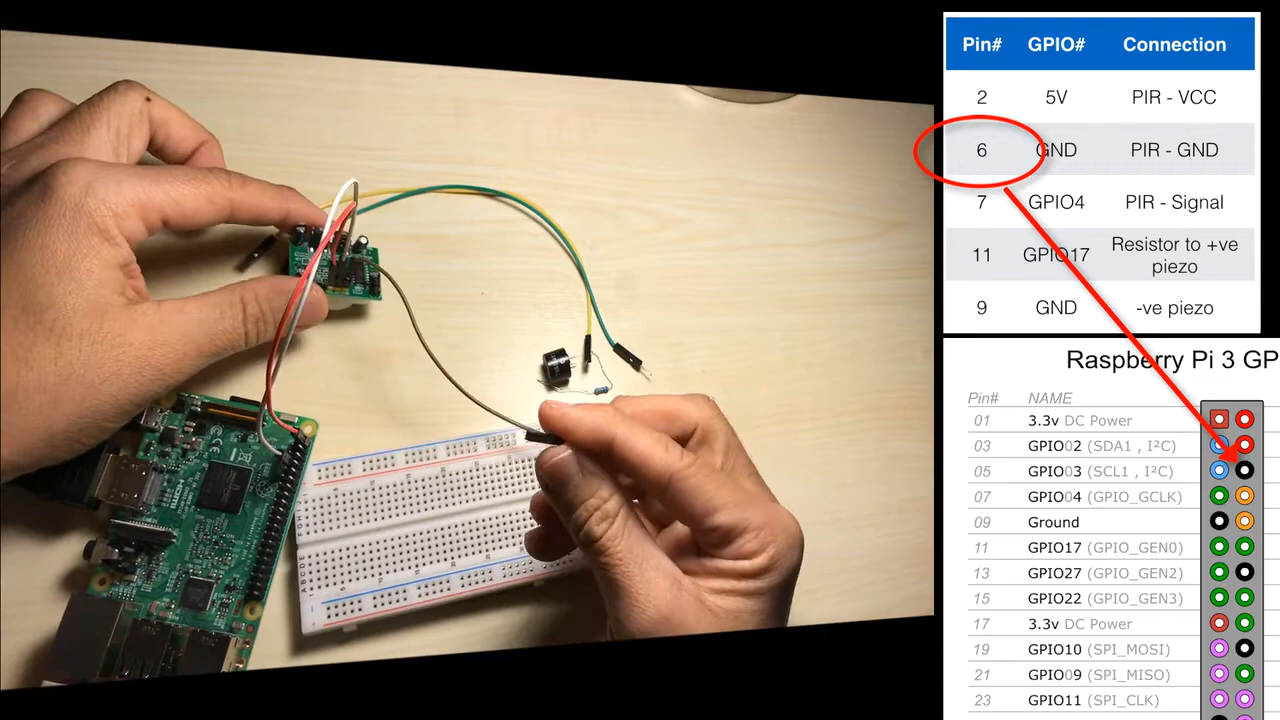 Pin# GPIO# Connection
2 5V PIR - VCC
6 GND PIR - GND
7 GPIO4 PIR - Signal
11 GPIO17 Resistor to +ve
piezo
9 GND -ve piezo
Raspberry Pi 3 GP
Pin# NAME
01 3.3v DC Power
03 GPIO02 (SDA1 , I²C)
05 GPIO03 (SCL1 , I²C)
07 GPIO04 (GPIO_GCLK)
09 Ground
11 GPIO17 (GPIO_GEN0)
13 GPIO27 (GPIO_GEN2)
15 GPIO22 (GPIO_GEN3)
17 3.3v DC Power
19 GPIO10 (SPI_MOSI)
21 GPIO09 (SPI_MISO)
23 GPIO11 (SPI_CLK)
HDMI